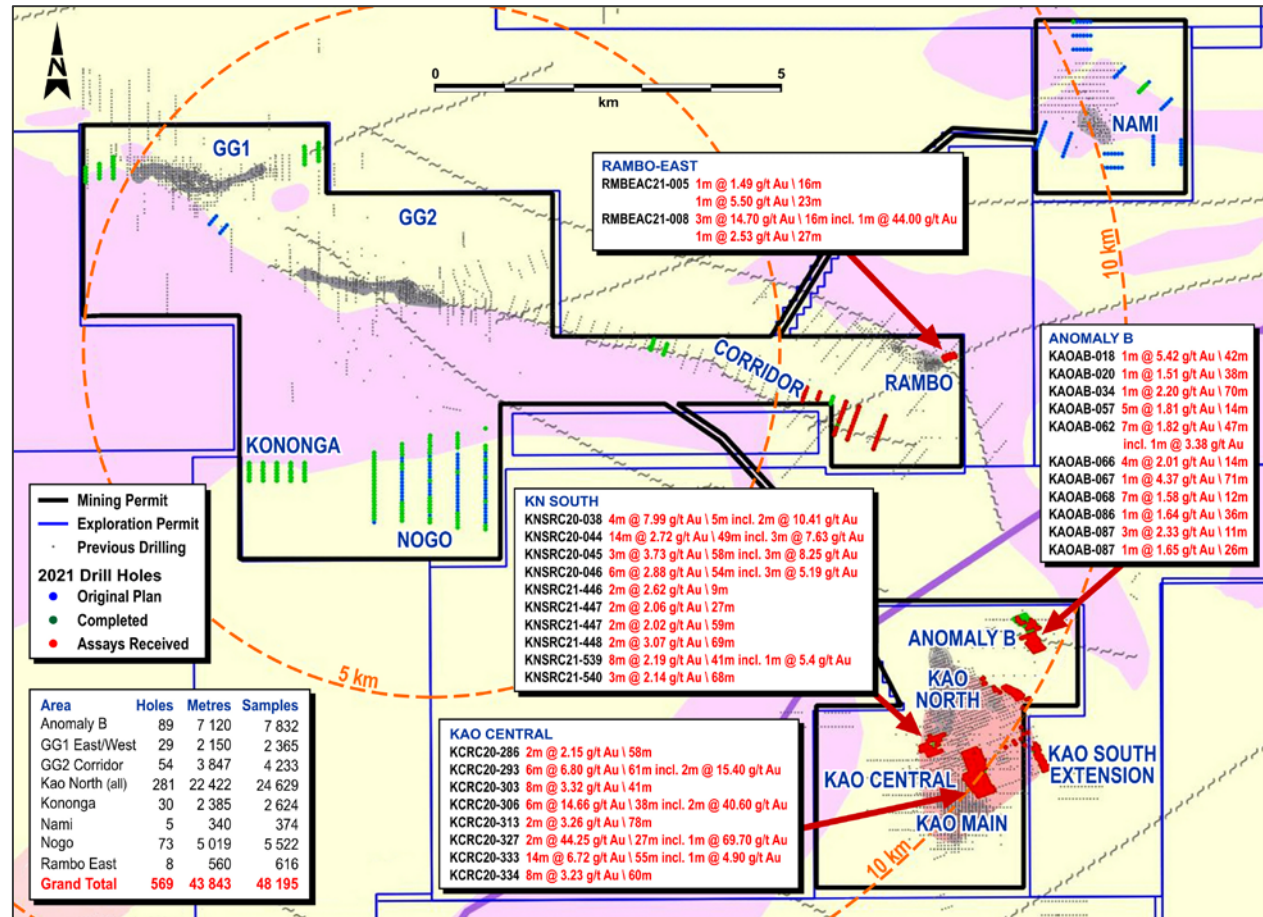 N
0 5
km
GG1
GG2
NAMI
10 km
RAMBO-EAST
RMBEAC21-005 1m @ 1.49 g/t Au \ 16m
1m @ 5.50 g/t Au \ 23m
RMBEAC21-008 3m @ 14.70 g/t Au \ 16m incl. 1m @ 44.00 g/t Au
1m @ 2.53 g/t Au \ 27m
CORRIDOR
RAMBO
ANOMALY B
KAOAB-018 1m @ 5.42 g/t Au \ 42m
KAOAB-020 1m @ 1.51 g/t Au \ 38m
KAOAB-034 1m @ 2.20 g/t Au \ 70m
KAOAB-057 5m @ 1.81 g/t Au \ 14m
KAOAB-062 7m @ 1.82 g/t Au \ 47m
incl. 1m @ 3.38 g/t Au
KAOAB-066 4m @ 2.01 g/t Au \ 14m
KAOAB-067 1m @ 4.37 g/t Au \ 71m
KAOAB-068 7m @ 1.58 g/t Au \ 12m
KAOAB-086 1m @ 1.64 g/t Au \ 36m
KAOAB-087 3m @ 2.33 g/t Au \ 11m
KAOAB-087 1m @ 1.65 g/t Au \ 26m
KONONGA
NOGO
Mining Permit
Exploration Permit
Previous Drilling
2021 Drill Holes
Original Plan
Completed
Assays Received
5 km
KN SOUTH
KNSRC20-038 4m @ 7.99 g/t Au \ 5m incl. 2m @ 10.41 g/t Au
KNSRC20-044 14m @ 2.72 g/t Au \ 49m incl. 3m @ 7.63 g/t Au
KNSRC20-045 3m @ 3.73 g/t Au \ 58m incl. 3m @ 8.25 g/t Au
KNSRC20-046 6m @ 2.88 g/t Au \ 54m incl. 3m @ 5.19 g/t Au
KNSRC21-446 2m @ 2.62 g/t Au \ 9m
KNSRC21-447 2m @ 2.06 g/t Au \ 27m
KNSRC21-447 2m @ 2.02 g/t Au \ 59m
KNSRC21-448 2m @ 3.07 g/t Au \ 69m
KNSRC21-539 8m @ 2.19 g/t Au \ 41m incl. 1m @ 5.4 g/t Au
KNSRC21-540 3m @ 2.14 g/t Au \ 68m
ANOMALY B
KAO
NORTH
KAO CENTRAL
KAO SOUTH
EXTENSION
KAO MAIN
10 km
Area Holes Metres Samples
Anomaly B 89 7 120 7 832
GG1 East/West 29 2 150 2 365
GG2 Corridor 54 3 847 4 233
Kao North (all) 281 22 422 24 629
Kononga 30 2 385 2 624
Nami 5 340 374
Nogo 73 5 019 5 522
Rambo East 8 560 616
Grand Total 569 43 843 48 195
KAO CENTRAL
KCRC20-286 2m @ 2.15 g/t Au \ 58m
KCRC20-293 6m @ 6.80 g/t Au \ 61m incl. 2m @ 15.40 g/t Au
KCRC20-303 8m @ 3.32 g/t Au \ 41m
KCRC20-306 6m @ 14.66 g/t Au \ 38m incl. 2m @ 40.60 g/t Au
KCRC20-313 2m @ 3.26 g/t Au \ 78m
KCRC20-327 2m @ 44.25 g/t Au \ 27m incl. 1m @ 69.70 g/t Au
KCRC20-333 14m @ 6.72 g/t Au \ 55m incl. 1m @ 4.90 g/t Au
KCRC20-334 8m @ 3.23 g/t Au \ 60m